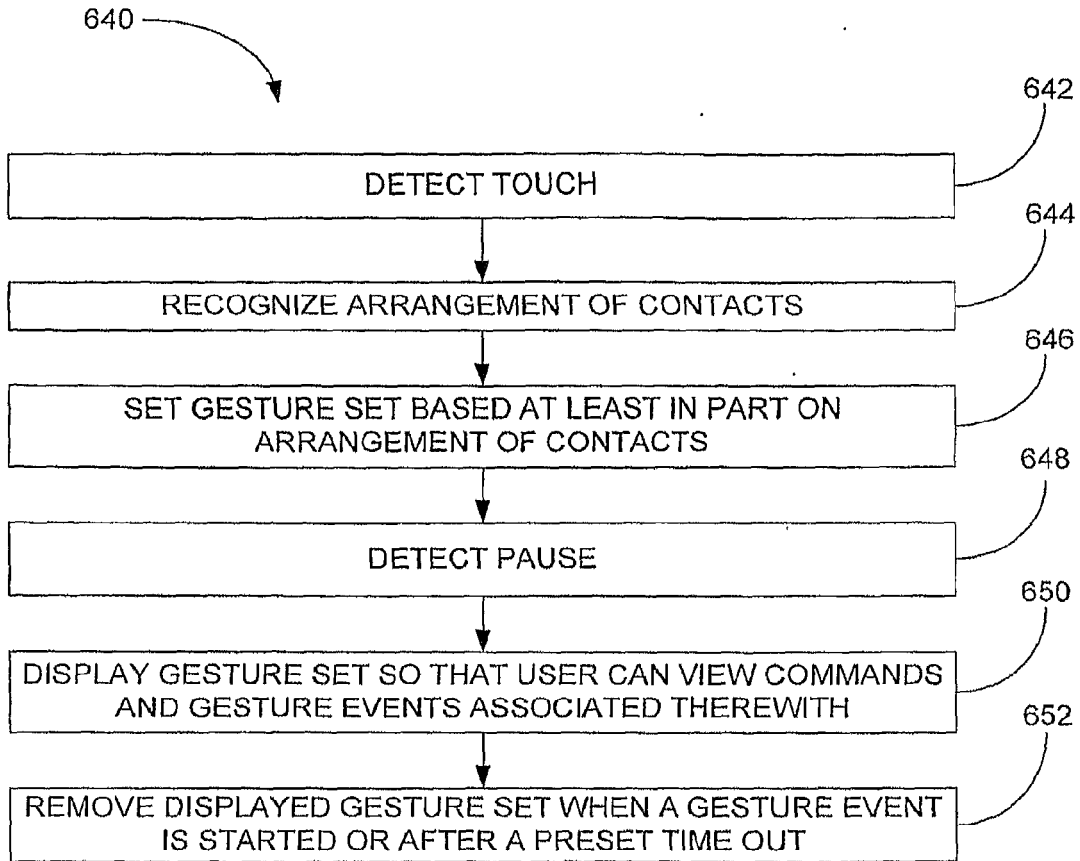 640
642
DETECT TOUCH
644
RECOGNIZE ARRANGEMENT OF CONTACTS
646
SET GESTURE SET BASED AT LEAST IN PART ON
ARRANGEMENT OF CONTACTS
648
DETECT PAUSE
650
DISPLAY GESTURE SET SO THAT USER CAN VIEW COMMANDS
AND GESTURE EVENTS ASSOCIATED THEREWITH
652
REMOVE DISPLAYED GESTURE SET WHEN A GESTURE EVENT
IS STARTED OR AFTER A PRESET TIME OUT